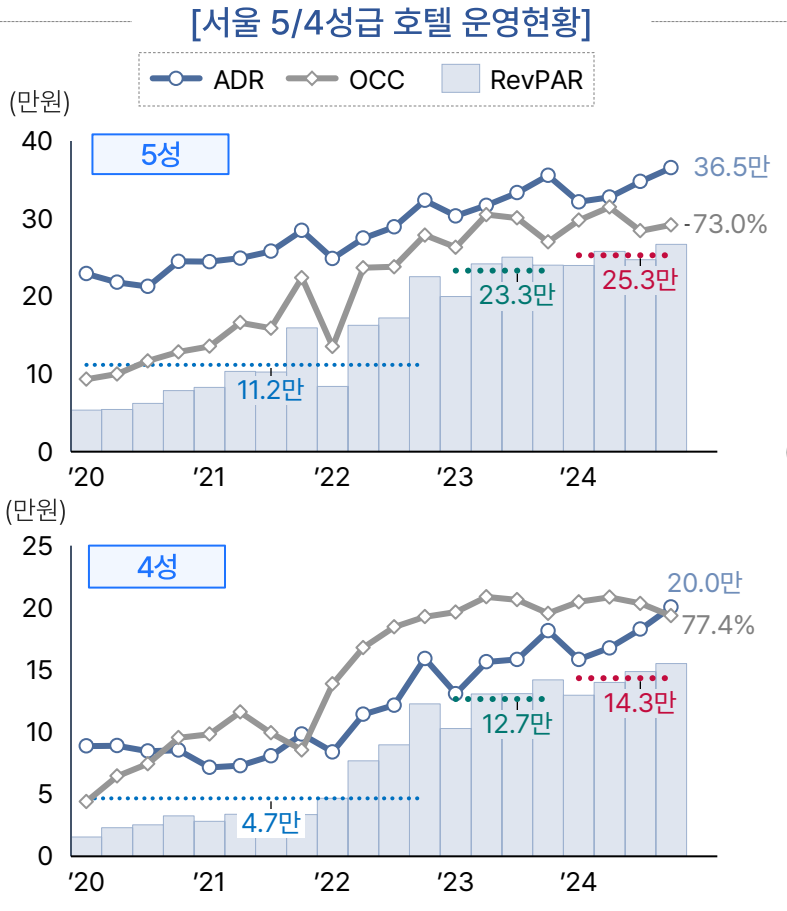 [서울 5/4성급 호텔 운영현황]
ADR OCC RevPAR
(만원)
40
5성
36.5만
30
73.0%
25.3만
23.3만
20
11.2만
10
0
'20 '21 '22 '23 '24
(만원)
25
4성
20.0만
20
77.4%
15
14.3만
12.7만
10
5
4.7만
0
'20 '21 '22 '23 '24